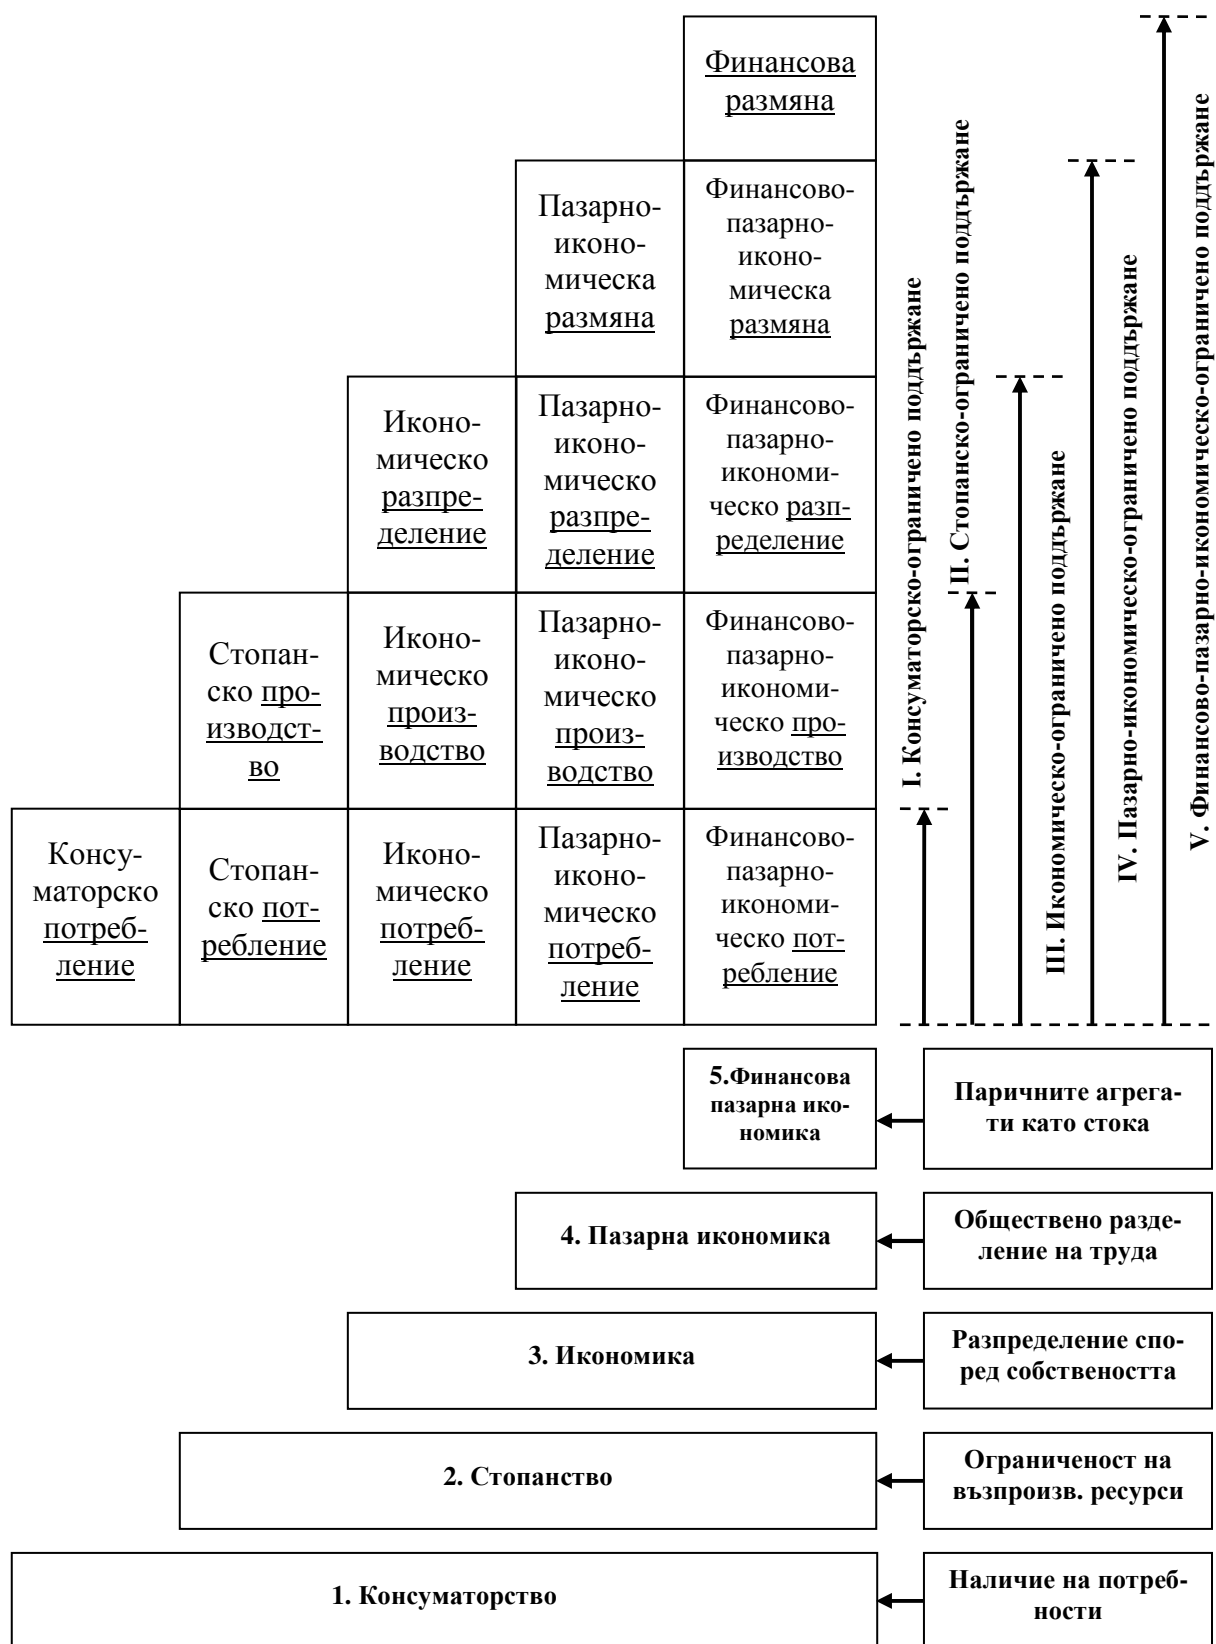 Финансова
размяна
Пазарно-
иконо-
мическа
размяна
Финансово-
пазарно-
иконо-
мическа
размяна
Иконо-
мическо
разпре-
деление
Пазарно-
иконо-
мическо
разпре-
деление
Финансово-
пазарно-
икономи-
ческо разп-
ределение
Стопан-
ско про-
изводст-
во
Иконо-
мическо
произ-
водство
Пазарно-
иконо-
мическо
произ-
водство
Финансово-
пазарно-
икономи-
ческо про-
изводство
Консу-
маторско
потреб-
ление
Стопан-
ско пот-
ребление
Иконо-
мическо
потреб-
ление
Пазарно-
иконо-
мическо
потреб-
ление
Финансово-
пазарно-
икономи-
ческо пот-
ребление
I. Консуматорско-ограничено поддържане
II. Стопанско-ограничено поддържане
III. Икономическо-ограничено поддържане
IV. Пазарно-икономическо-ограничено поддържане
V. Финансово-пазарно-икономическо-ограничено поддържане
5.Финансова
пазарна ико-
номика
Паричните агрега-
ти като стока
4. Пазарна икономика
Обществено разде-
ление на труда
3. Икономика
Разпределение спо-
ред собствеността
2. Стопанство
Ограниченост на
възпроизв. ресурси
1. Консуматорство
Наличие на потреб-
ности